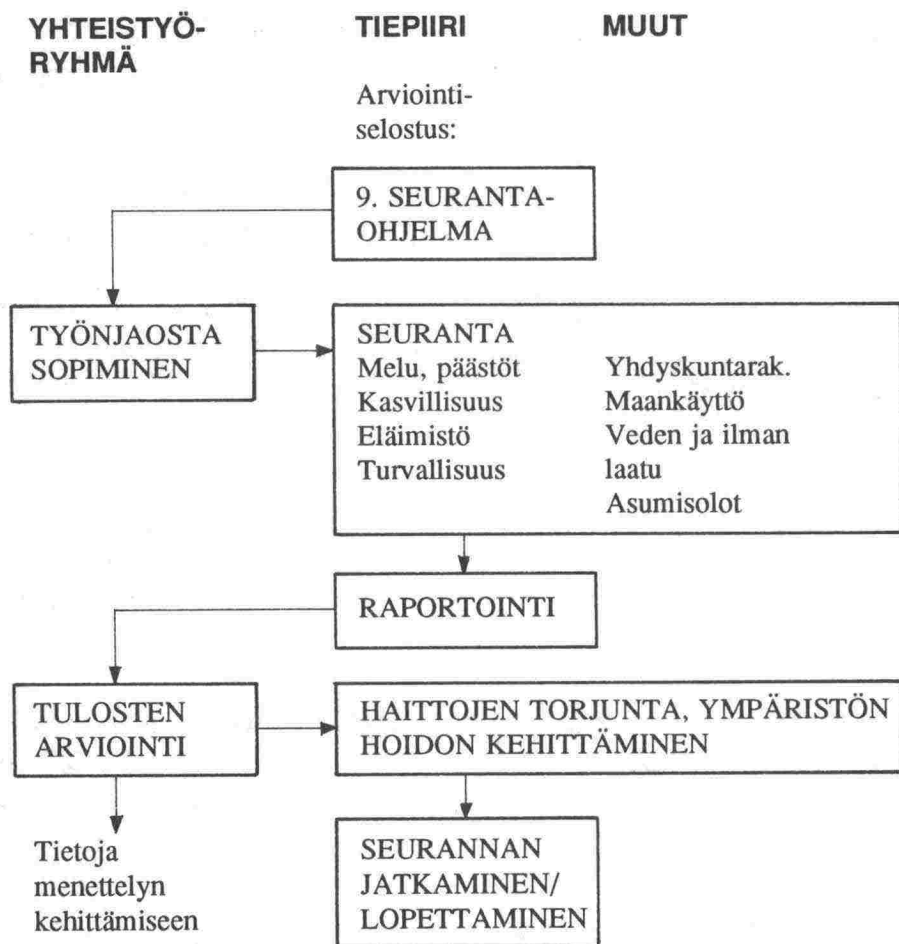 YHTEISTYÖ-
RYHMÄ
TIEPIIRI
MUUT
Arviointi-
selostus:
9. SEURANTA-
OHJELMA
TYÖNJAOSTA
SOPIMINEN
SEURANTA
Melu, päästöt
Kasvillisuus
Eläimistö
Turvallisuus
Yhdyskuntarak.
Maankäyttö
Veden ja ilman
laatu
Asumisolot
RAPORTOINTI
TULOSTEN
ARVIOINTI
HAITTOJEN TORJUNTA, YMPÄRISTÖN
HOIDON KEHITTÄMINEN
Tietoja
menettelyn
kehittämiseen
SEURANNAN
JATKAMINEN/
LOPETTAMINEN